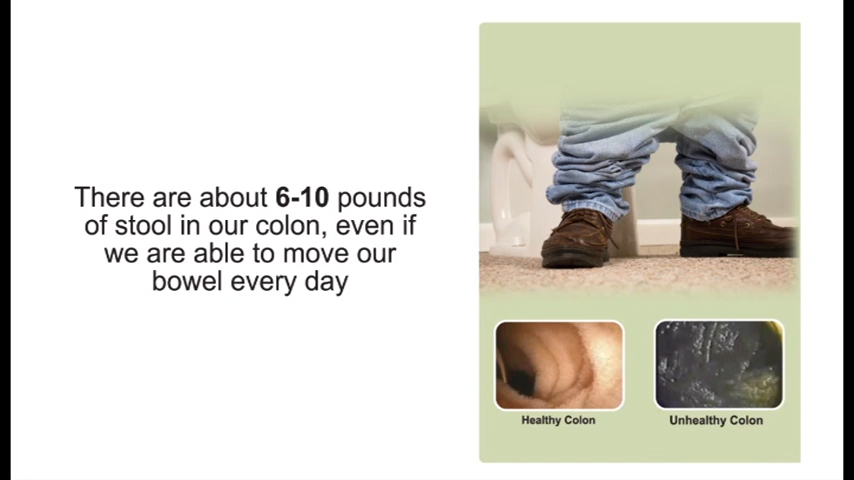 There are about 6-10 pounds
of stool in our colon, even if
we are able to move our
bowel every day
Healthy Colon
Unhealthy Colon